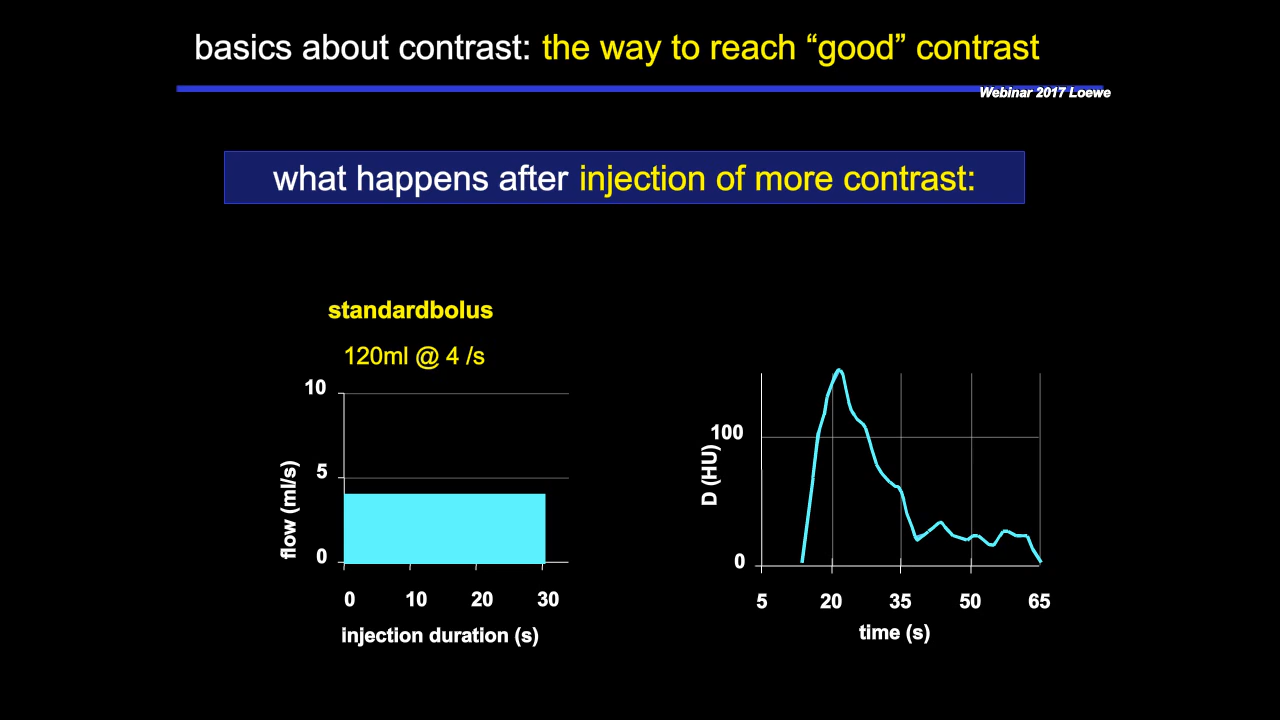 basics about contrast: the way to reach “good” contrast
Webinar 2017 Loewe
what happens after injection of more contrast:
standardbolus
120ml @ 4 /s
10
5
0
flow (ml/s)
0 10 20 30
injection duration (s)
100
0
D (HU)
5 20 35 50 65
time (s)